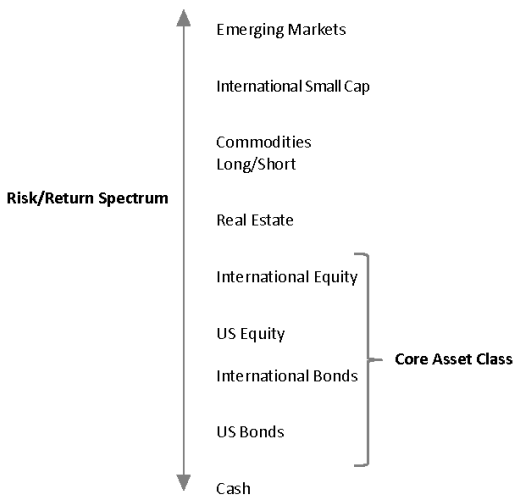 Emerging Markets
International Small Cap
Commodities
Long/Short
Risk/Return Spectrum
Real Estate
International Equity
US Equity
Core Asset Class
International Bonds
US Bonds
Cash